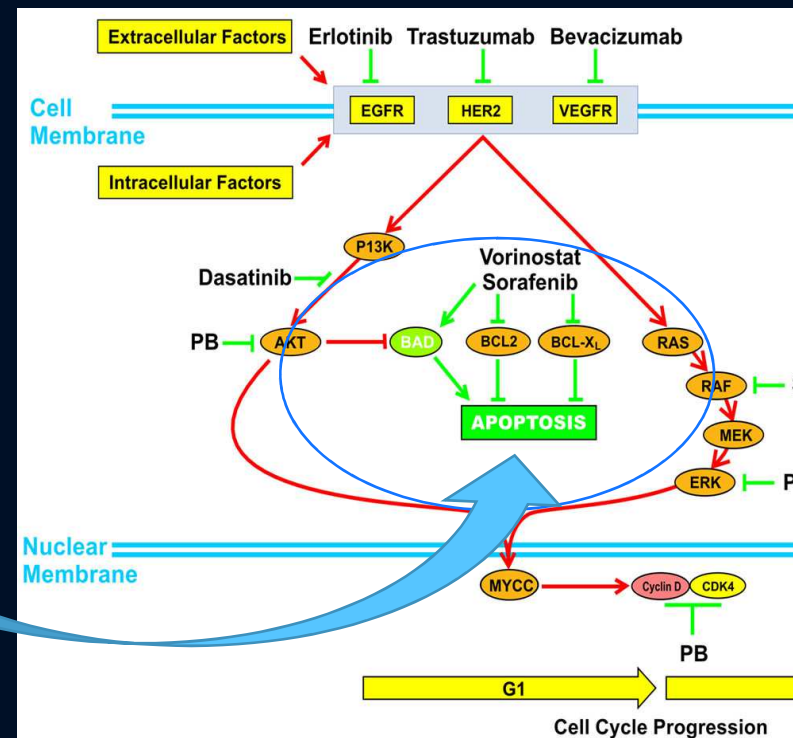 Extracellular Factors
Erlotinib Trastuzumab Bevacizumab
Cell
Membrane
EGFR HER2 VEGFR
Intracellular Factors
P13K
Vorinostat
Sorafenib
Dasatinib
PB AKT BAD BCL2 BCL-XL RAS
RAF
APOPTOSIS
MEK
ERK
Nuclear
Membrane
MYCC Cyclin D CDK4
PB
G1
Cell Cycle Progression